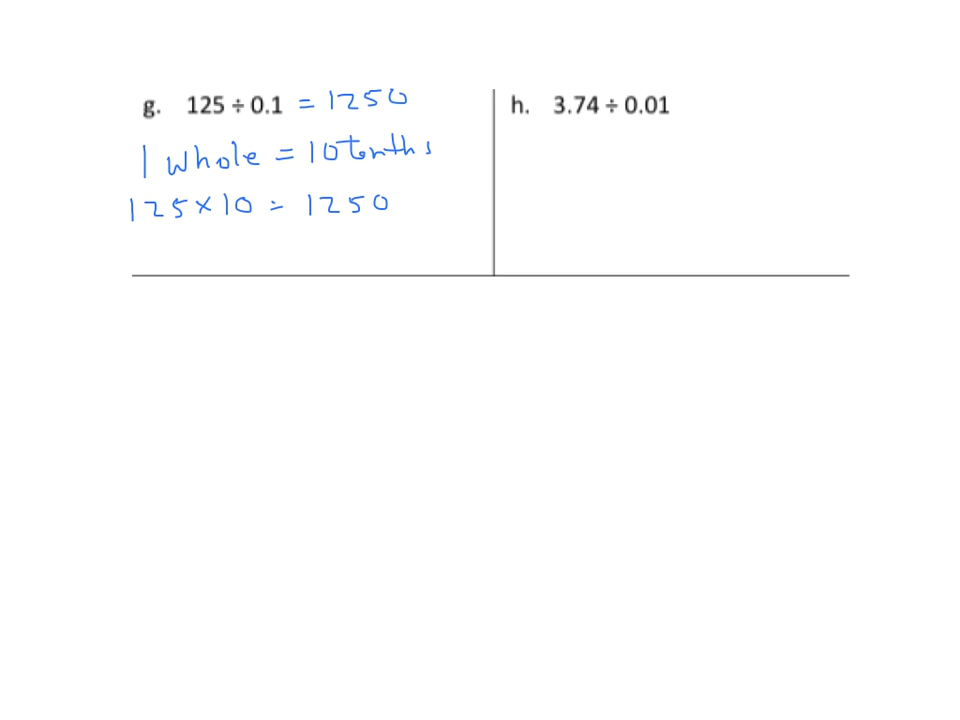 g. 125 ÷ 0.1 = 1250
1 whole = 10 tenths
125 × 10 = 1250
h. 3.74 ÷ 0.01